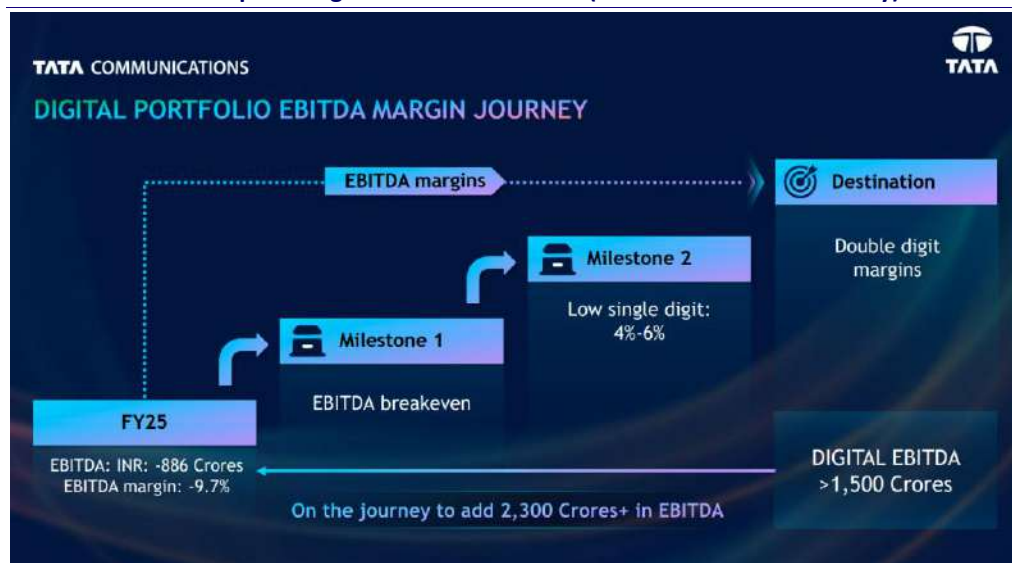 TATA COMMUNICATIONS
TATA
DIGITAL PORTFOLIO EBITDA MARGIN JOURNEY
EBITDA margins
Destination
Double digit
margins
Milestone 2
Low single digit:
4%-6%
Milestone 1
EBITDA breakeven
FY25
EBITDA: INR: -886 Crores
EBITDA margin: -9.7%
DIGITAL EBITDA
>1,500 Crores
On the journey to add 2,300 Crores+ in EBITDA